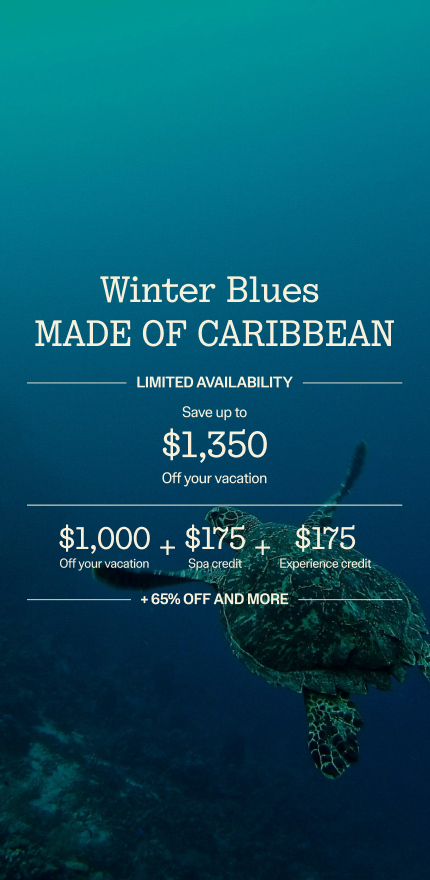 Winter Blues
MADE OF CARIBBEAN
LIMITED AVAILABILITY
Save up to
$1,350
Off your vacation
$1,000 + $175 + $175
Off your vacation Spa credit Experience credit
+ 65% OFF AND MORE